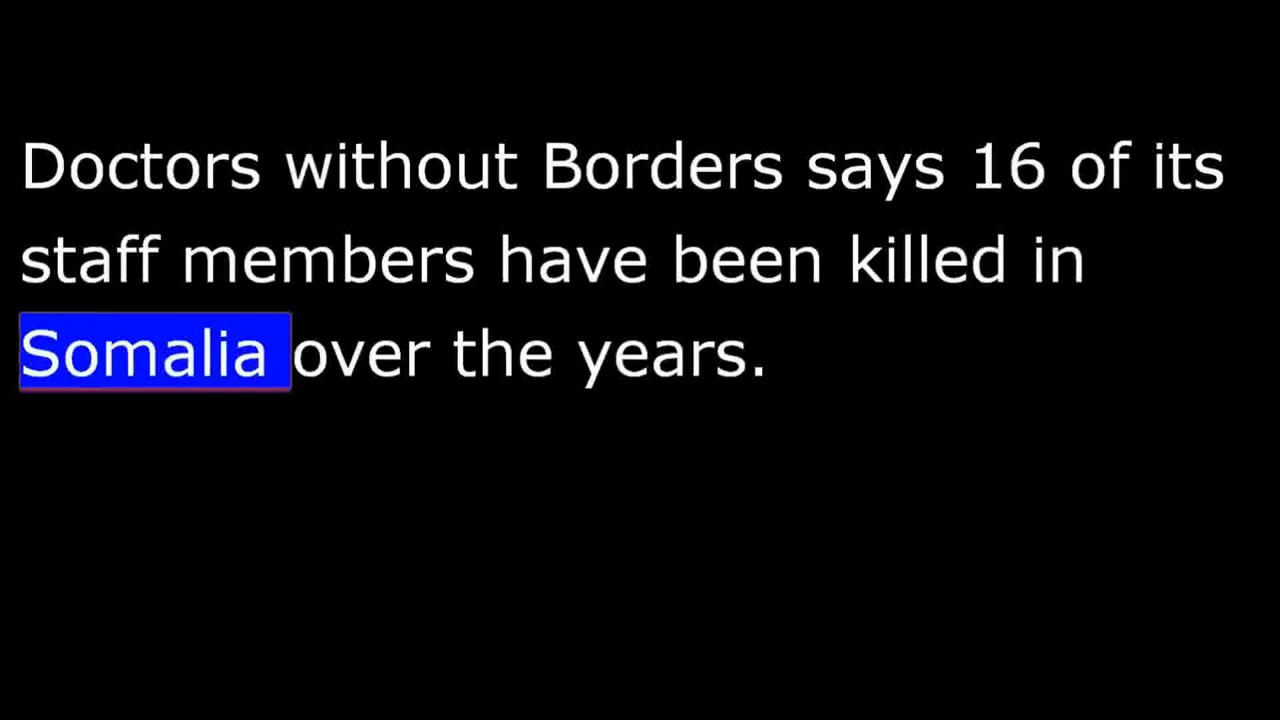 Doctors without Borders says 16 of its
staff members have been killed in
Somalia over the years.